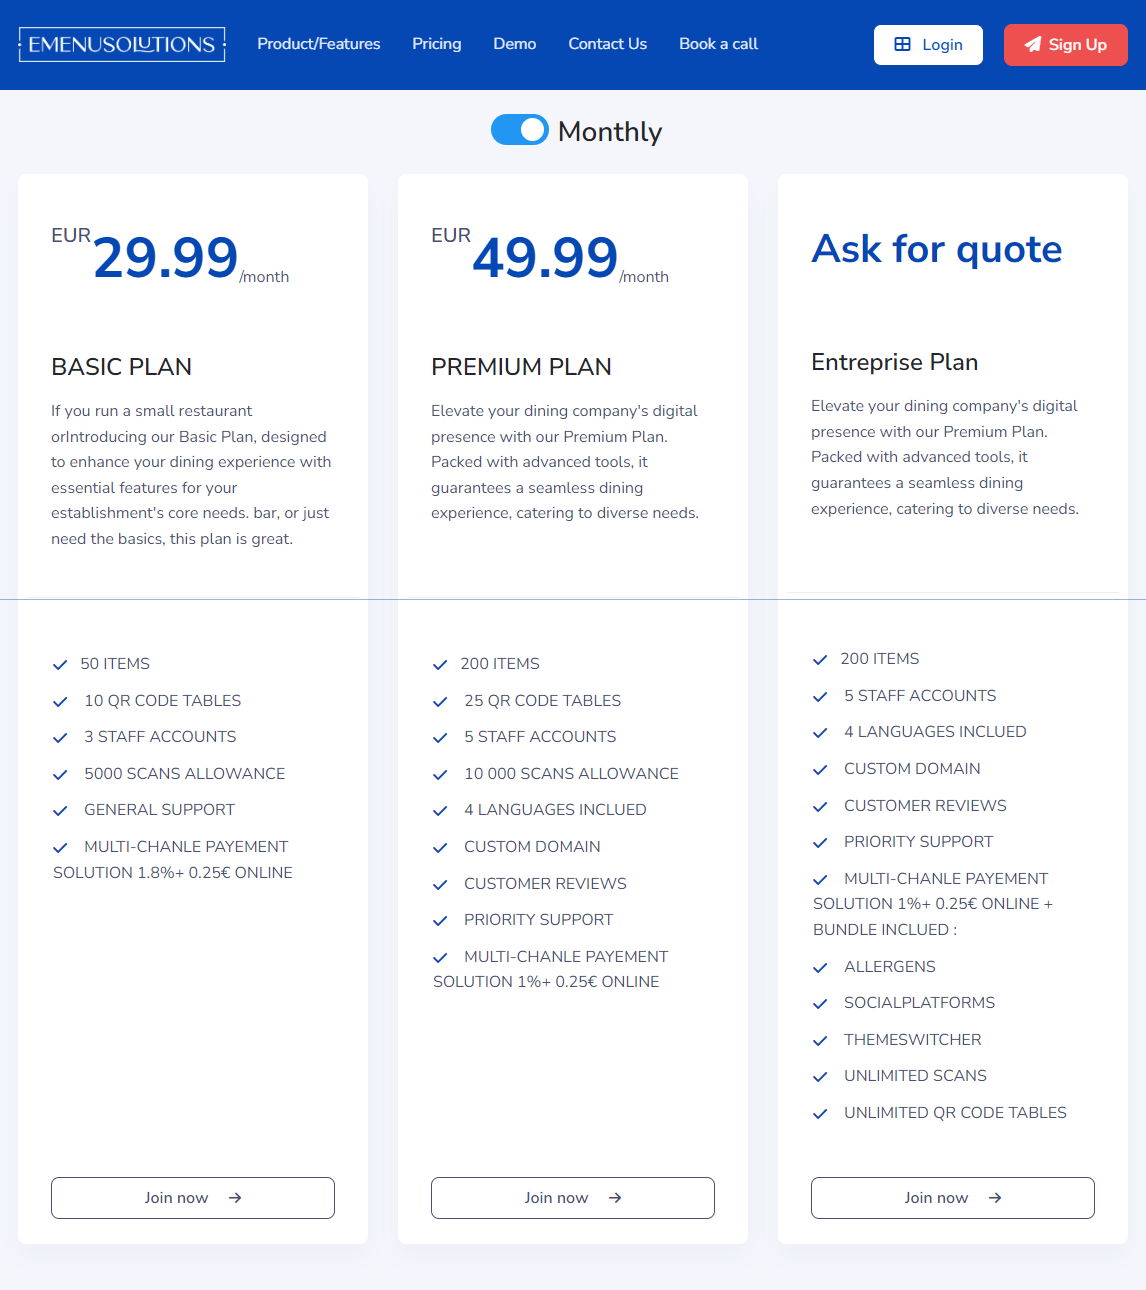 EMENUSOLUTIONS
Product/Features
Pricing
Demo
Contact Us
Book a call
Login
Sign Up
Monthly
EUR29.99/month
BASIC PLAN
If you run a small restaurant
orIntroducing our Basic Plan, designed
to enhance your dining experience with
essential features for your
establishment's core needs. bar, or just
need the basics, this plan is great.
50 ITEMS
10 QR CODE TABLES
3 STAFF ACCOUNTS
5000 SCANS ALLOWANCE
GENERAL SUPPORT
MULTI-CHANLE PAYEMENT
SOLUTION 1.8%+ 0.25€ ONLINE
Join now
EUR49.99/month
PREMIUM PLAN
Elevate your dining company's digital
presence with our Premium Plan.
Packed with advanced tools, it
guarantees a seamless dining
experience, catering to diverse needs.
200 ITEMS
25 QR CODE TABLES
5 STAFF ACCOUNTS
10 000 SCANS ALLOWANCE
4 LANGUAGES INCLUED
CUSTOM DOMAIN
CUSTOMER REVIEWS
PRIORITY SUPPORT
MULTI-CHANLE PAYEMENT
SOLUTION 1%+ 0.25€ ONLINE
Join now
Ask for quote
Entreprise Plan
Elevate your dining company's digital
presence with our Premium Plan.
Packed with advanced tools, it
guarantees a seamless dining
experience, catering to diverse needs.
200 ITEMS
5 STAFF ACCOUNTS
4 LANGUAGES INCLUED
CUSTOM DOMAIN
CUSTOMER REVIEWS
PRIORITY SUPPORT
MULTI-CHANLE PAYEMENT
SOLUTION 1%+ 0.25€ ONLINE +
BUNDLE INCLUED :
ALLERGENS
SOCIALPLATFORMS
THEMESWITCHER
UNLIMITED SCANS
UNLIMITED QR CODE TABLES
Join now